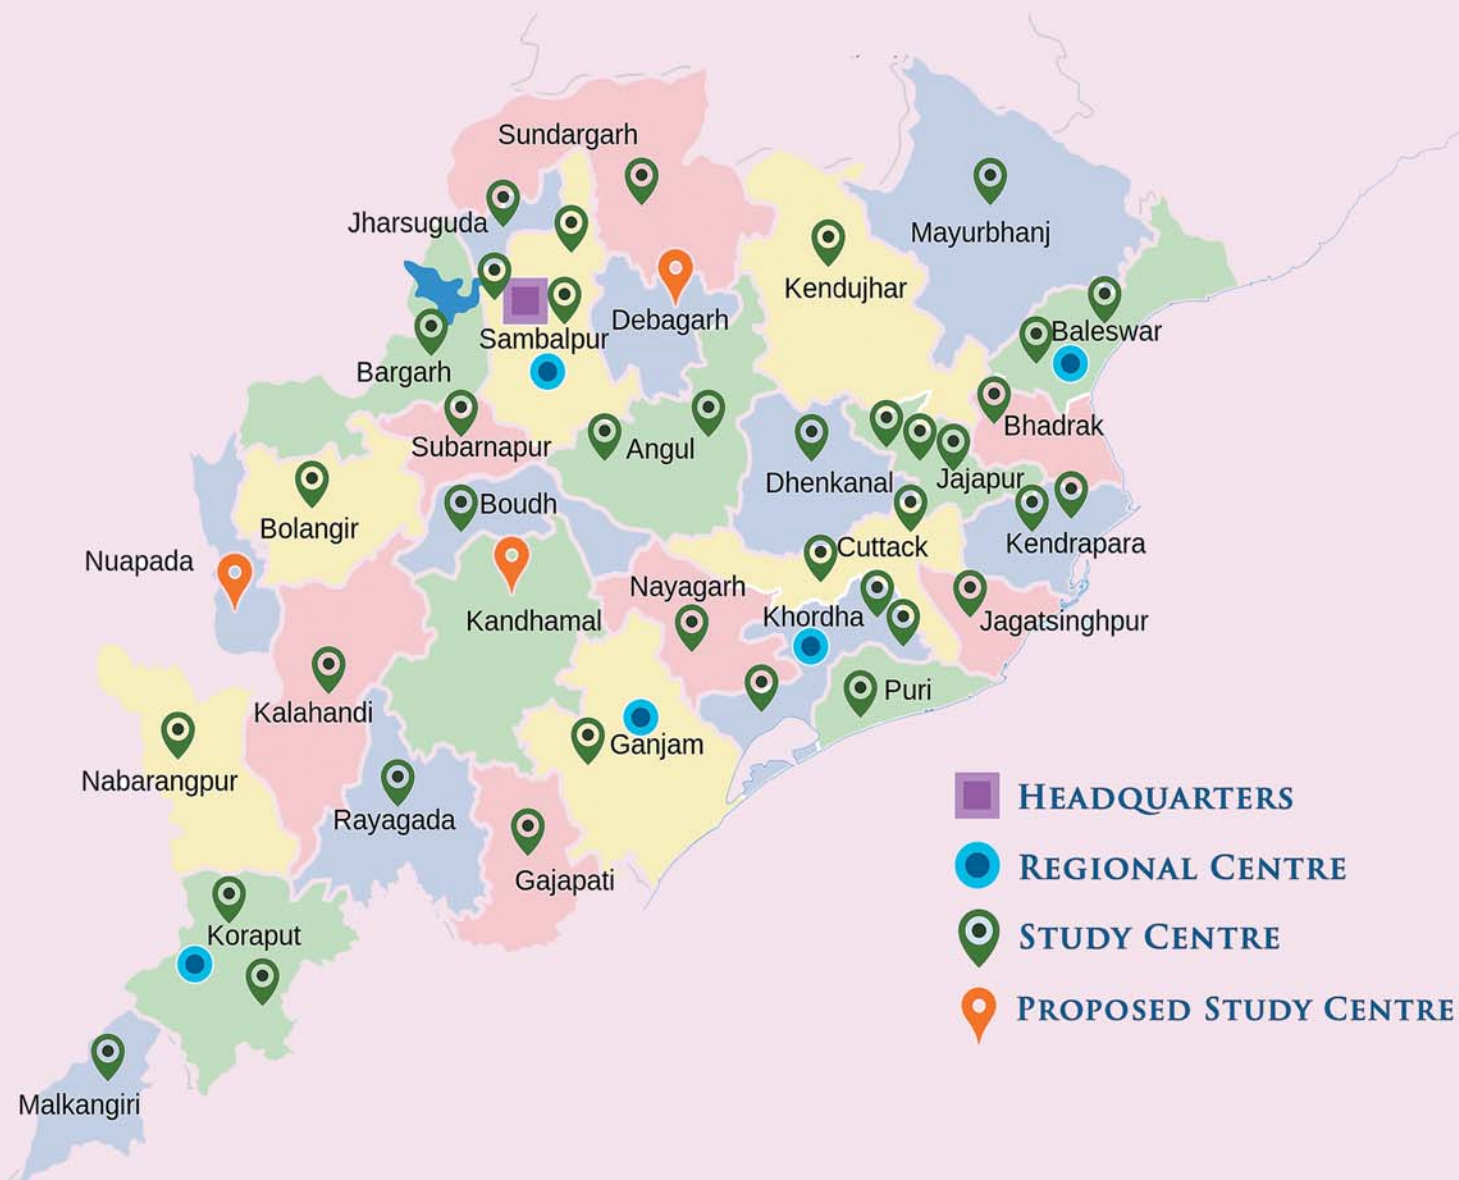 Sundargarh
Jharsuguda
Mayurbhanj
Kendujhar
Debagarh
Sambalpur
Baleswar
Bargarh
Bhadrak
Subarnapur
Angul
Dhenkanal
Jajapur
Boudh
Bolangir
Cuttack
Kendrapara
Nuapada
Nayagarh
Kandhamal
Khordha
Jagatsinghpur
Puri
Kalahandi
Ganjam
Nabarangpur
Rayagada
Gajapati
Koraput
Malkangiri
HEADQUARTERS
REGIONAL CENTRE
STUDY CENTRE
PROPOSED STUDY CENTRE